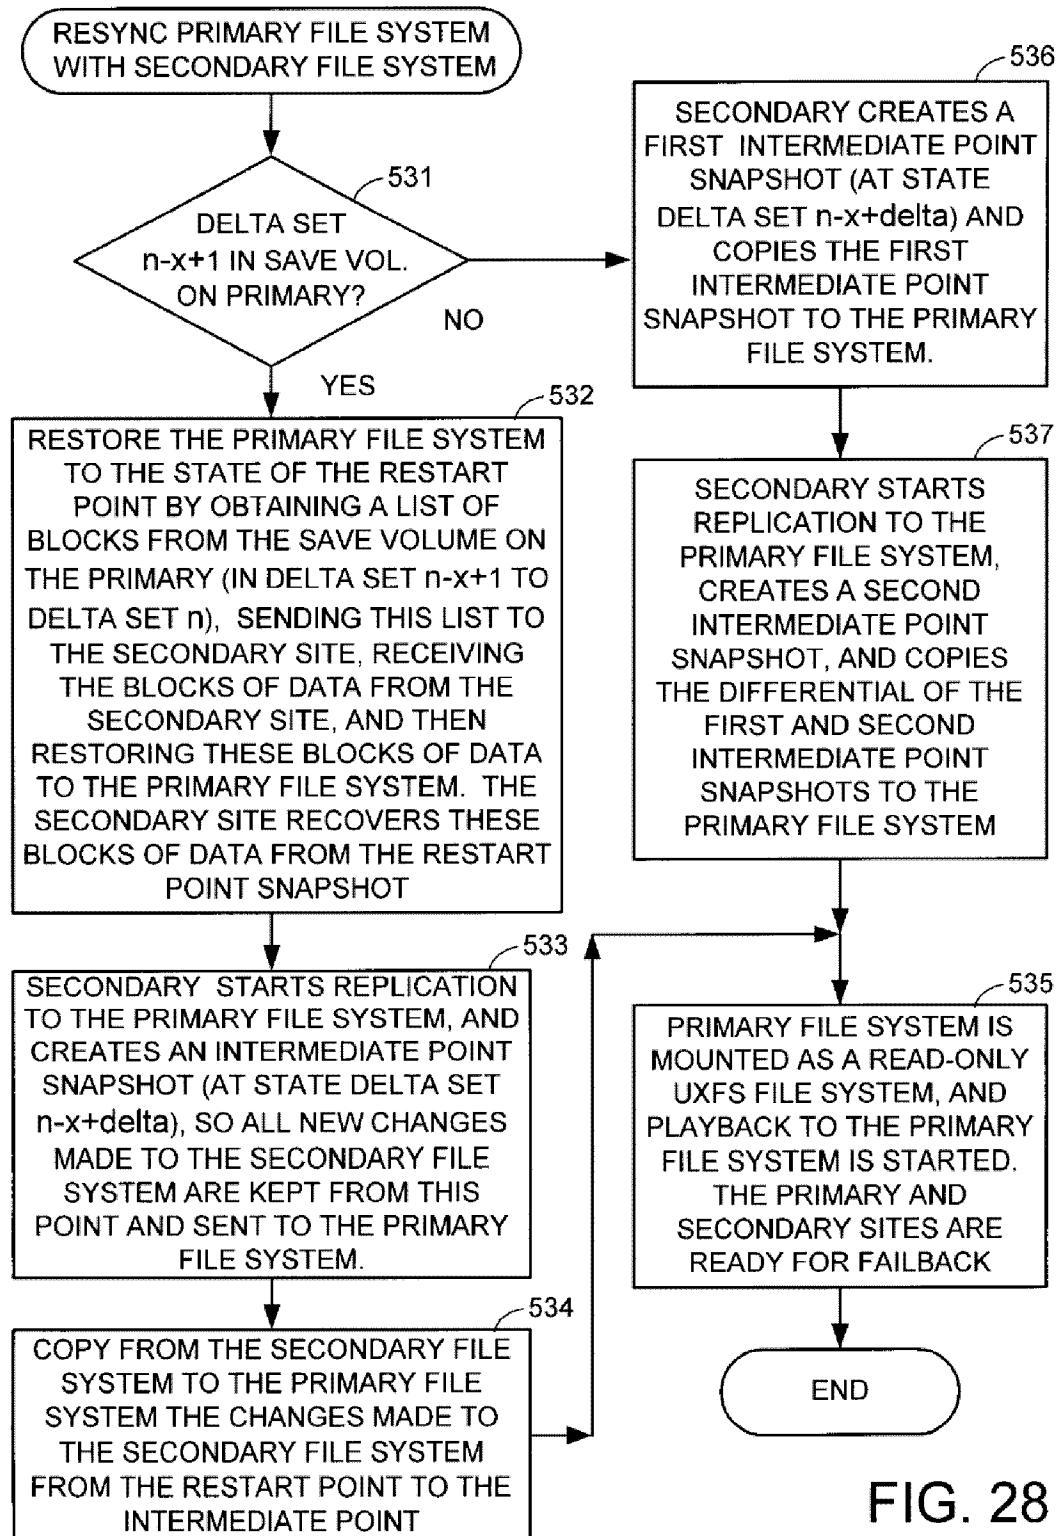 RESYNC PRIMARY FILE SYSTEM
WITH SECONDARY FILE SYSTEM
531
DELTA SET
n-x+1 IN SAVE VOL.
ON PRIMARY?
NO
YES
532
RESTORE THE PRIMARY FILE SYSTEM
TO THE STATE OF THE RESTART
POINT BY OBTAINING A LIST OF
BLOCKS FROM THE SAVE VOLUME ON
THE PRIMARY (IN DELTA SET n-x+1 TO
DELTA SET n), SENDING THIS LIST TO
THE SECONDARY SITE, RECEIVING
THE BLOCKS OF DATA FROM THE
SECONDARY SITE, AND THEN
RESTORING THESE BLOCKS OF DATA
TO THE PRIMARY FILE SYSTEM. THE
SECONDARY SITE RECOVERS THESE
BLOCKS OF DATA FROM THE RESTART
POINT SNAPSHOT
533
SECONDARY STARTS REPLICATION
TO THE PRIMARY FILE SYSTEM, AND
CREATES AN INTERMEDIATE POINT
SNAPSHOT (AT STATE DELTA SET
n-x+delta), SO ALL NEW CHANGES
MADE TO THE SECONDARY FILE
SYSTEM ARE KEPT FROM THIS
POINT AND SENT TO THE PRIMARY
FILE SYSTEM.
534
COPY FROM THE SECONDARY FILE
SYSTEM TO THE PRIMARY FILE
SYSTEM THE CHANGES MADE TO
THE SECONDARY FILE SYSTEM
FROM THE RESTART POINT TO THE
INTERMEDIATE POINT
536
SECONDARY CREATES A
FIRST INTERMEDIATE POINT
SNAPSHOT (AT STATE
DELTA SET n-x+delta) AND
COPIES THE FIRST
INTERMEDIATE POINT
SNAPSHOT TO THE PRIMARY
FILE SYSTEM.
537
SECONDARY STARTS
REPLICATION TO THE
PRIMARY FILE SYSTEM,
CREATES A SECOND
INTERMEDIATE POINT
SNAPSHOT, AND COPIES
THE DIFFERENTIAL OF THE
FIRST AND SECOND
INTERMEDIATE POINT
SNAPSHOTS TO THE
PRIMARY FILE SYSTEM
535
PRIMARY FILE SYSTEM IS
MOUNTED AS A READ-ONLY
UXFS FILE SYSTEM, AND
PLAYBACK TO THE PRIMARY
FILE SYSTEM IS STARTED.
THE PRIMARY AND
SECONDARY SITES ARE
READY FOR FAILBACK
END
FIG. 28